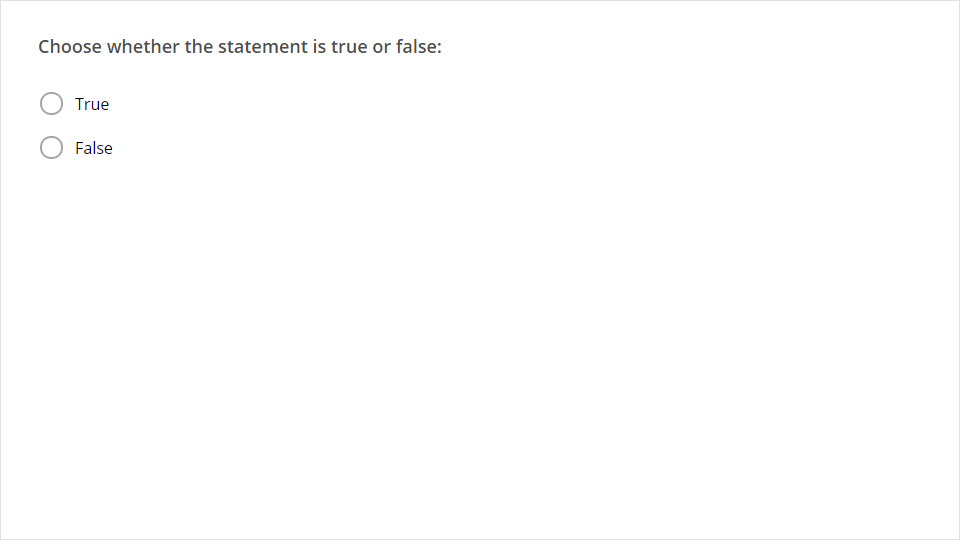 Choose whether the statement is true or false:
True
False